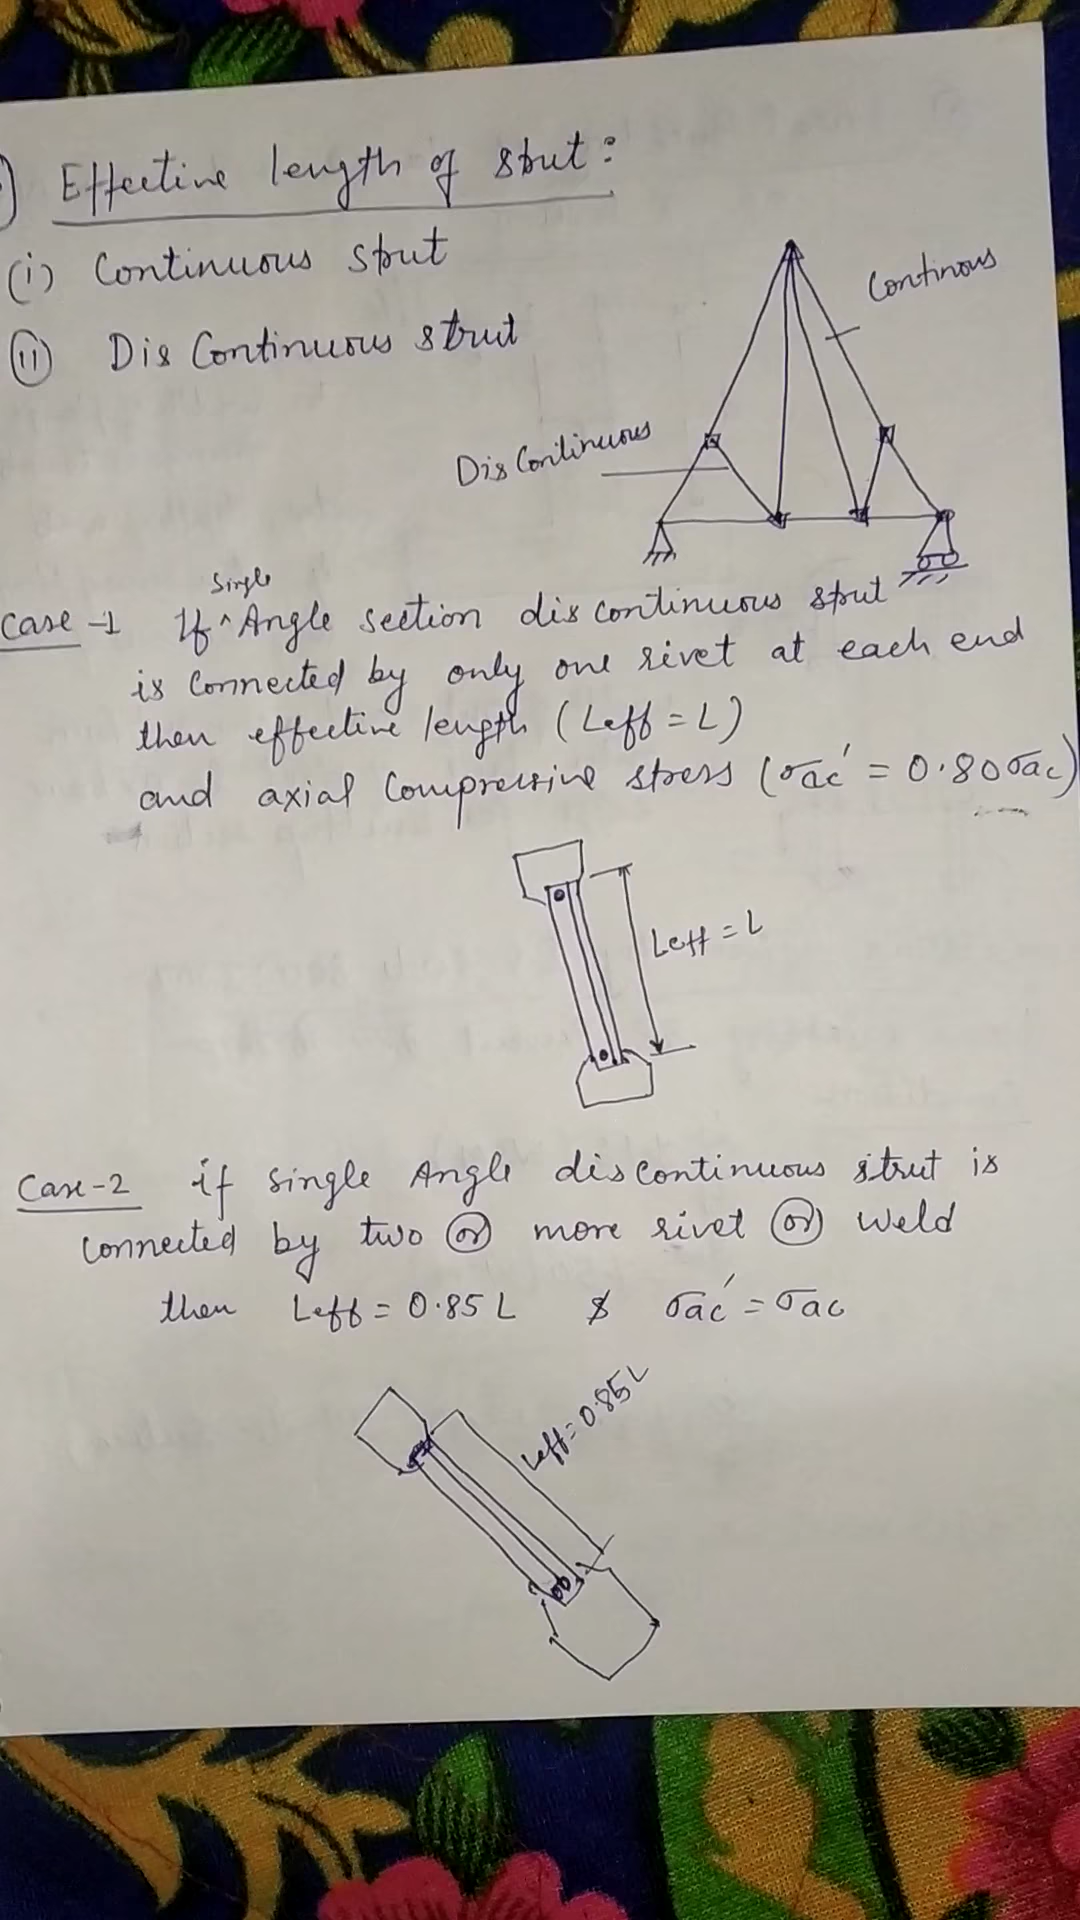 Effective length of strut:
(i) Continuous strut
(ii) Dis Continuous strut
Continous
Dis Continuous
Single
Case -1 If ^ Angle section dis continuous strut
is Connected by only one rivet at each end
then effective length (Leff = L)
and axial Compressive stress (σac' = 0.80σac)
Leff = L
Case-2 if single Angle discontinuous strut is
Connected by two (or) more rivet (or) weld
then Leff = 0.85 L & σac' = σac
Leff = 0.85L